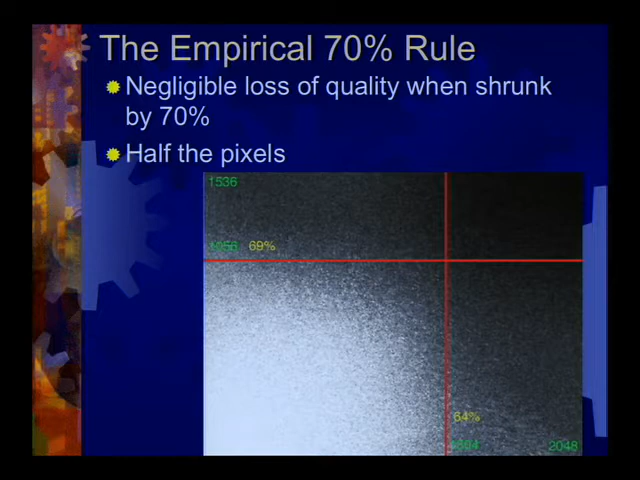 The Empirical 70% Rule
Negligible loss of quality when shrunk
by 70%
Half the pixels
1536
1056 69%
64%
2048